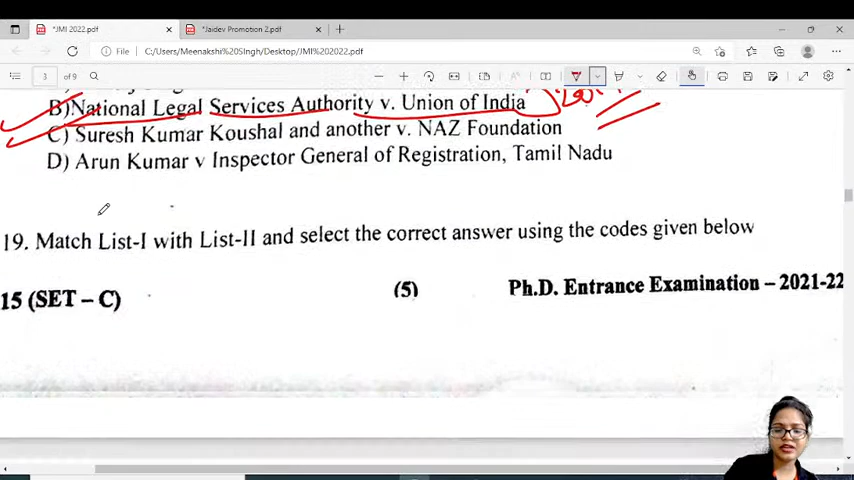 *JMI 2022.pdf
*Jaidev Promotion 2.pdf
File
C:/Users/Meenakshi%20SIngh/Desktop/JMI%202022.pdf
3 of 9
B)National Legal Services Authority v. Union of India
C) Suresh Kumar Koushal and another v. NAZ Foundation
D) Arun Kumar v Inspector General of Registration, Tamil Nadu
19. Match List-I with List-II and select the correct answer using the codes given below
15 (SET – C)
(5)
Ph.D. Entrance Examination – 2021-22